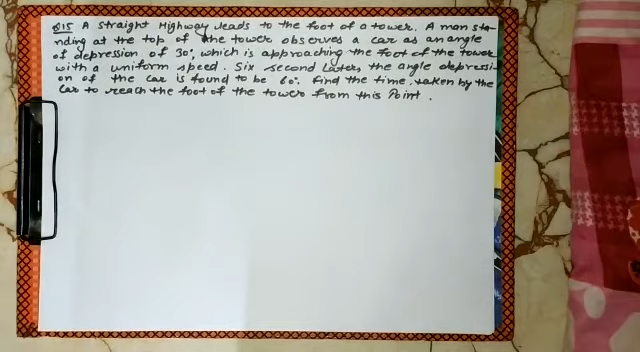 Q15 A straight Highway leads to the foot of a tower. A man sta-
nding at the top of the tower observes a car as an angle
of depression of 30°, which is approaching the foot of the tower
with a uniform speed. Six second Later, the angle depressi-
on of the car is found to be 60°. find the time taken by the
Car to reach the foot of the tower from this Point.